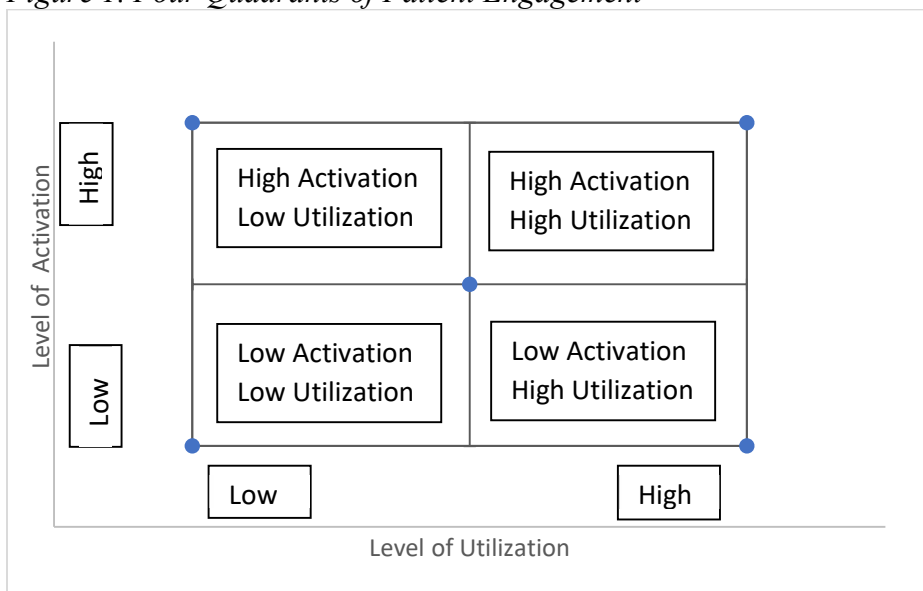 Figure 1: Four Quadrants of Patient Engagement
High
Level of Activation
High Activation
Low Utilization
High Activation
High Utilization
Low Activation
Low Utilization
Low Activation
High Utilization
Low
Low
High
Level of Utilization